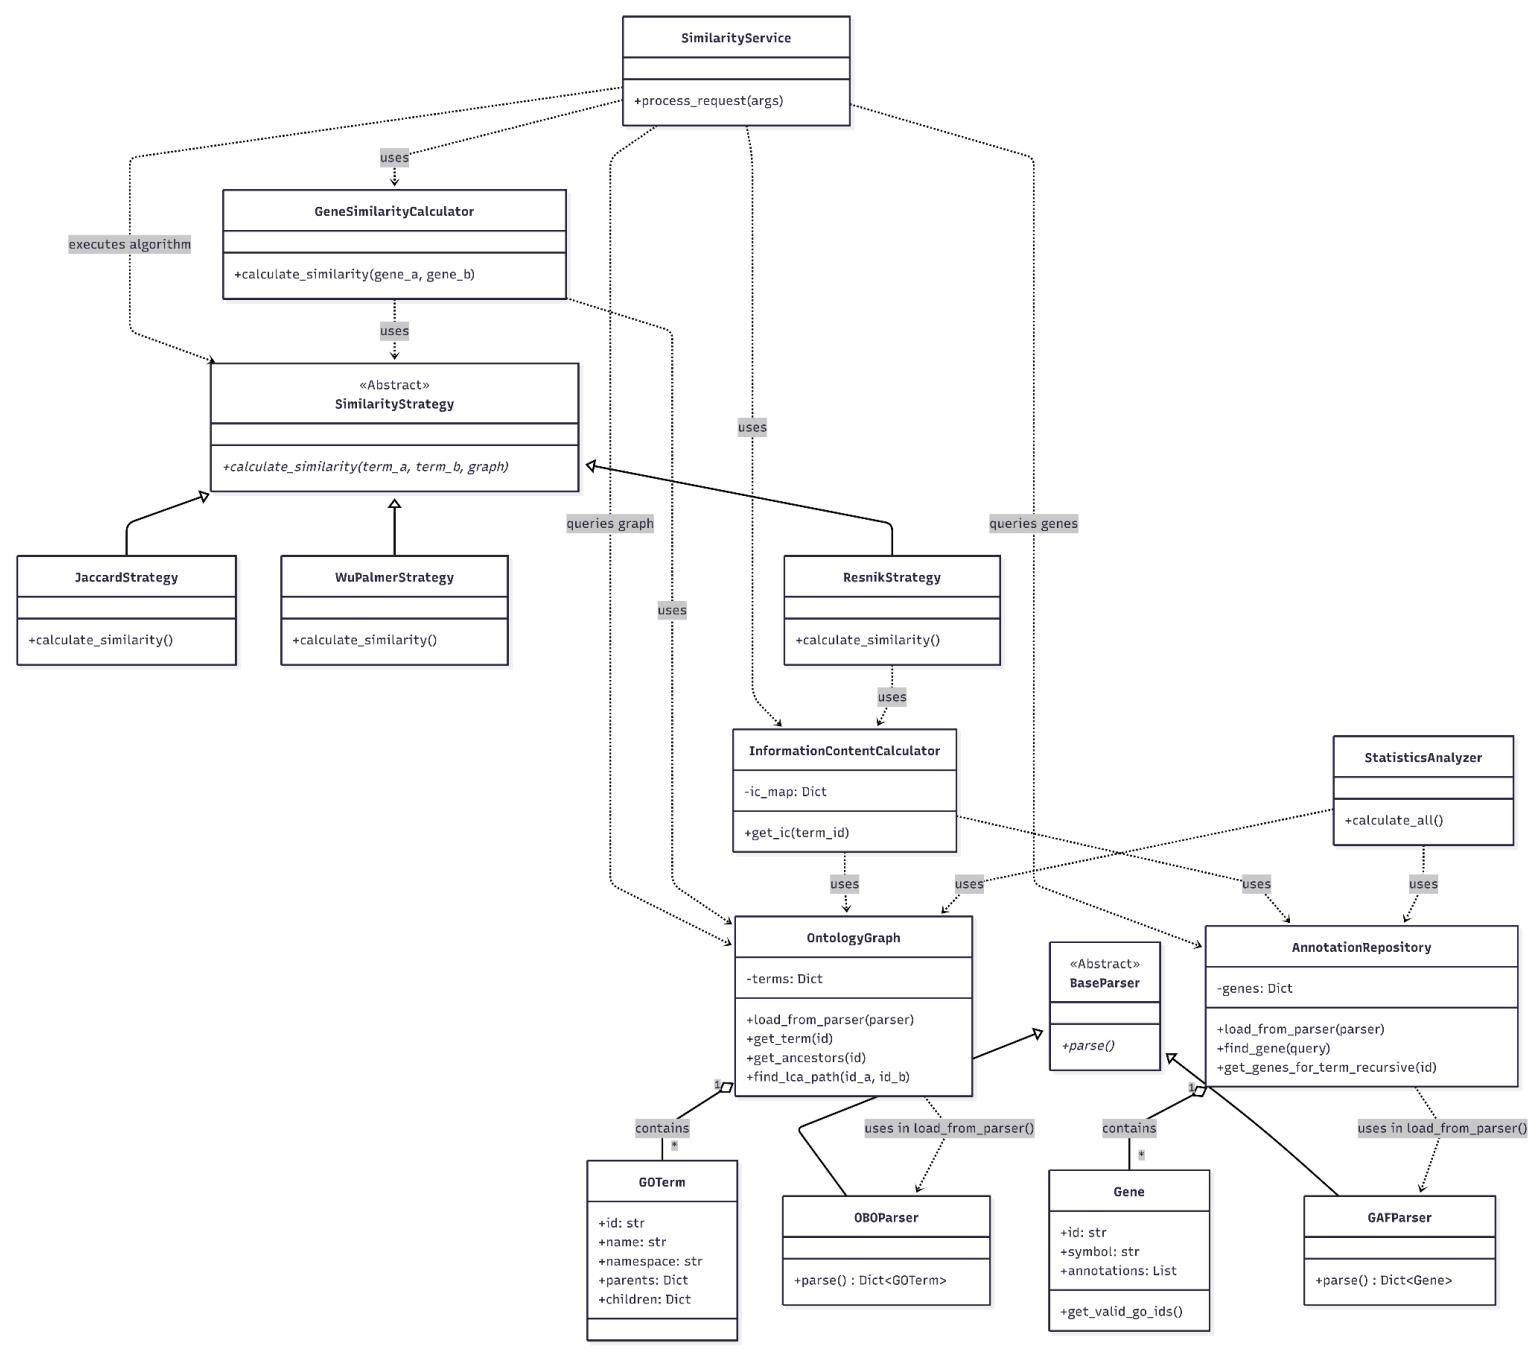 SimilarityService
+process_request(args)
uses
GeneSimilarityCalculator
+calculate_similarity(gene_a, gene_b)
executes algorithm
uses
«Abstract»
SimilarityStrategy
+calculate_similarity(term_a, term_b, graph)
uses
queries graph
queries genes
JaccardStrategy
+calculate_similarity()
WuPalmerStrategy
+calculate_similarity()
ResnikStrategy
+calculate_similarity()
uses
uses
InformationContentCalculator
-ic_map: Dict
+get_ic(term_id)
StatisticsAnalyzer
+calculate_all()
uses
uses
uses
uses
OntologyGraph
-terms: Dict
+load_from_parser(parser)
+get_term(id)
+get_ancestors(id)
+find_lca_path(id_a, id_b)
«Abstract»
BaseParser
+parse()
AnnotationRepository
-genes: Dict
+load_from_parser(parser)
+find_gene(query)
+get_genes_for_term_recursive(id)
1
contains
*
uses in load_from_parser()
1
contains
*
uses in load_from_parser()
GOTerm
+id: str
+name: str
+namespace: str
+parents: Dict
+children: Dict
OBOParser
+parse() : Dict<GOTerm>
Gene
+id: str
+symbol: str
+annotations: List
+get_valid_go_ids()
GAFParser
+parse() : Dict<Gene>